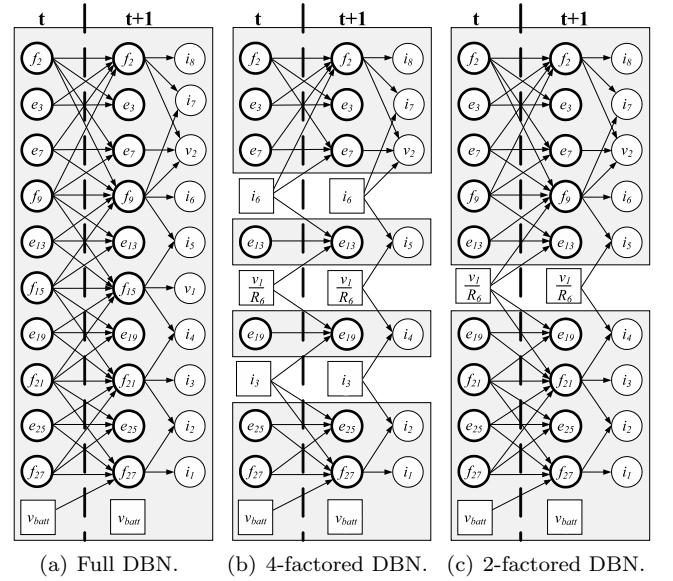 t t+1 t t+1 t t+1
f2 f2 i8 f2 f2 i8 f2 f2 i8
e3 e3 i7 e3 e3 i7 e3 e3 i7
e7 e7 v2 e7 e7 v2 e7 e7 v2
f9 f9 i6 i6 i6 f9 f9 i6
e13 e13 i5 e13 e13 i5 e13 e13 i5
f15 f15 v1 v1/R6 v1/R6 v1/R6 v1/R6
e19 e19 i4 e19 e19 i4 e19 e19 i4
f21 f21 i3 i3 i3 f21 f21 i3
e25 e25 i2 e25 e25 i2 e25 e25 i2
f27 f27 i1 f27 f27 i1 f27 f27 i1
vbatt vbatt vbatt vbatt vbatt vbatt
(a) Full DBN. (b) 4-factored DBN. (c) 2-factored DBN.